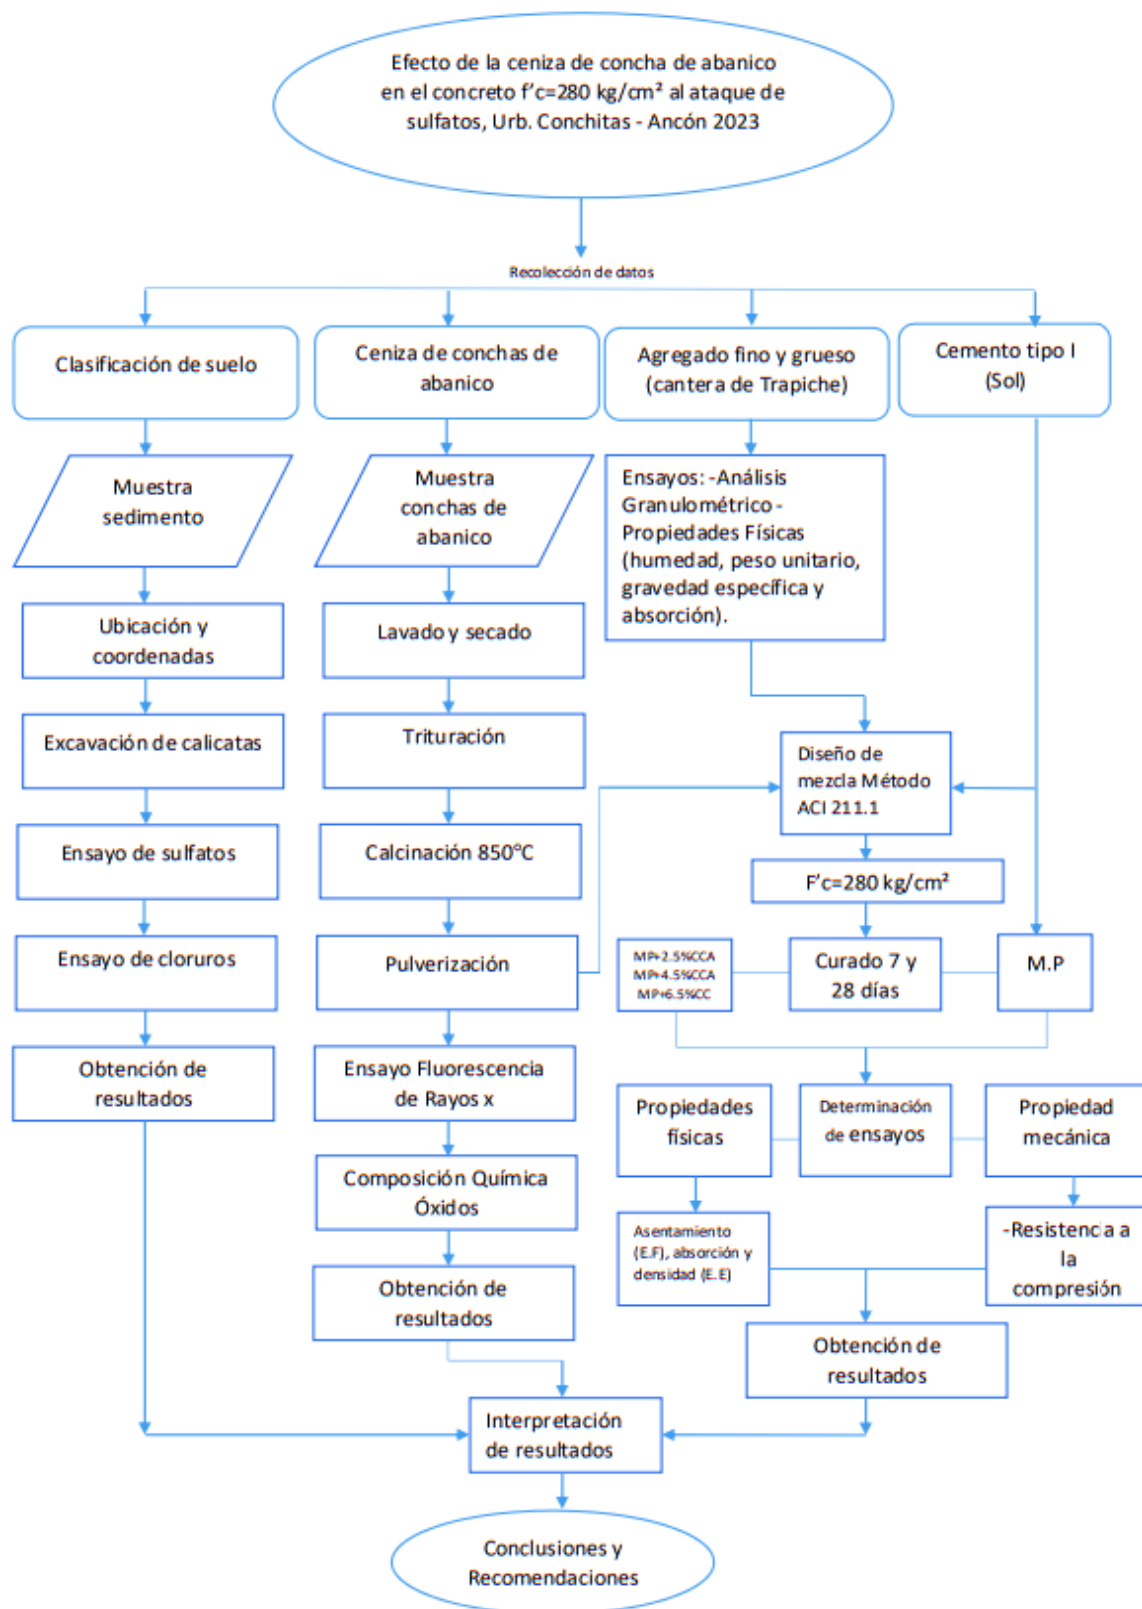 Efecto de la ceniza de concha de abanico
en el concreto f'c=280 kg/cm² al ataque de
sulfatos, Urb. Conchitas - Ancón 2023
Recolección de datos
Clasificación de suelo
Ceniza de conchas de
abanico
Agregado fino y grueso
(cantera de Trapiche)
Cemento tipo I
(Sol)
Muestra
sedimento
Muestra
conchas de
abanico
Ensayos: -Análisis
Granulométrico -
Propiedades Físicas
(humedad, peso unitario,
gravedad específica y
absorción).
Ubicación y
coordenadas
Lavado y secado
Excavación de calicatas
Trituración
Diseño de
mezcla Método
ACI 211.1
Ensayo de sulfatos
Calcinación 850°C
F'c=280 kg/cm²
Ensayo de cloruros
Pulverización
MP+2.5%CCA
MP+4.5%CCA
MP+6.5%CC
Curado 7 y
28 días
M.P
Obtención de
resultados
Ensayo Fluorescencia
de Rayos x
Propiedades
físicas
Determinación
de ensayos
Propiedad
mecánica
Composición Química
Óxidos
Asentamiento
(E.F), absorción y
densidad (E.E)
-Resistencia a
la
compresión
Obtención de
resultados
Obtención de
resultados
Interpretación
de resultados
Conclusiones y
Recomendaciones